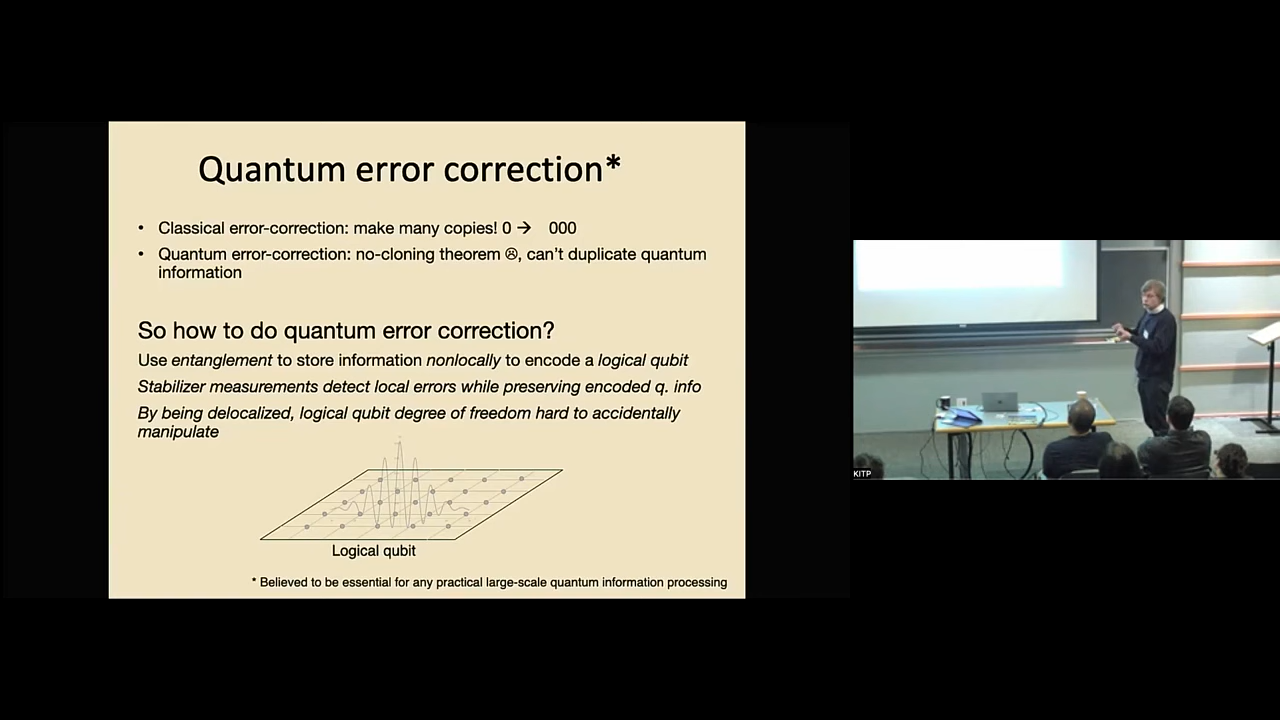 Quantum error correction*
• Classical error-correction: make many copies! 0 → 000
• Quantum error-correction: no-cloning theorem ☹, can't duplicate quantum
information
So how to do quantum error correction?
Use entanglement to store information nonlocally to encode a logical qubit
Stabilizer measurements detect local errors while preserving encoded q. info
By being delocalized, logical qubit degree of freedom hard to accidentally
manipulate
Logical qubit
* Believed to be essential for any practical large-scale quantum information processing
KITP